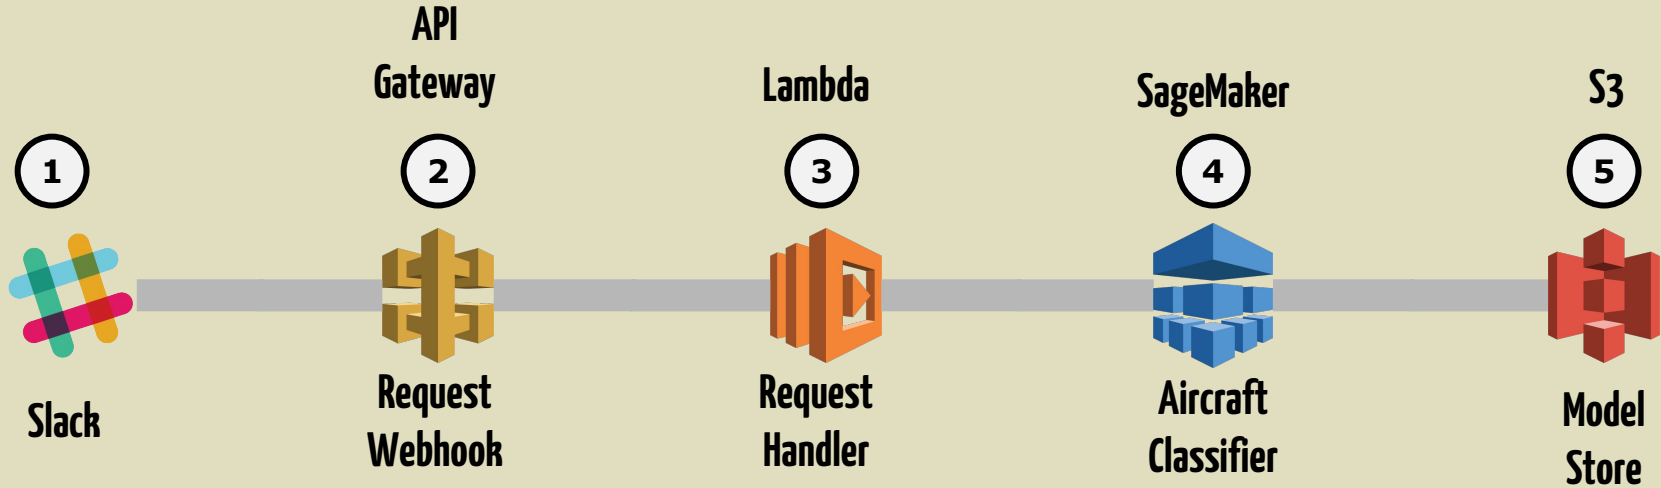 API
Gateway
Lambda
SageMaker
S3
1
2
3
4
5
Slack
Request
Webhook
Request
Handler
Aircraft
Classifier
Model
Store